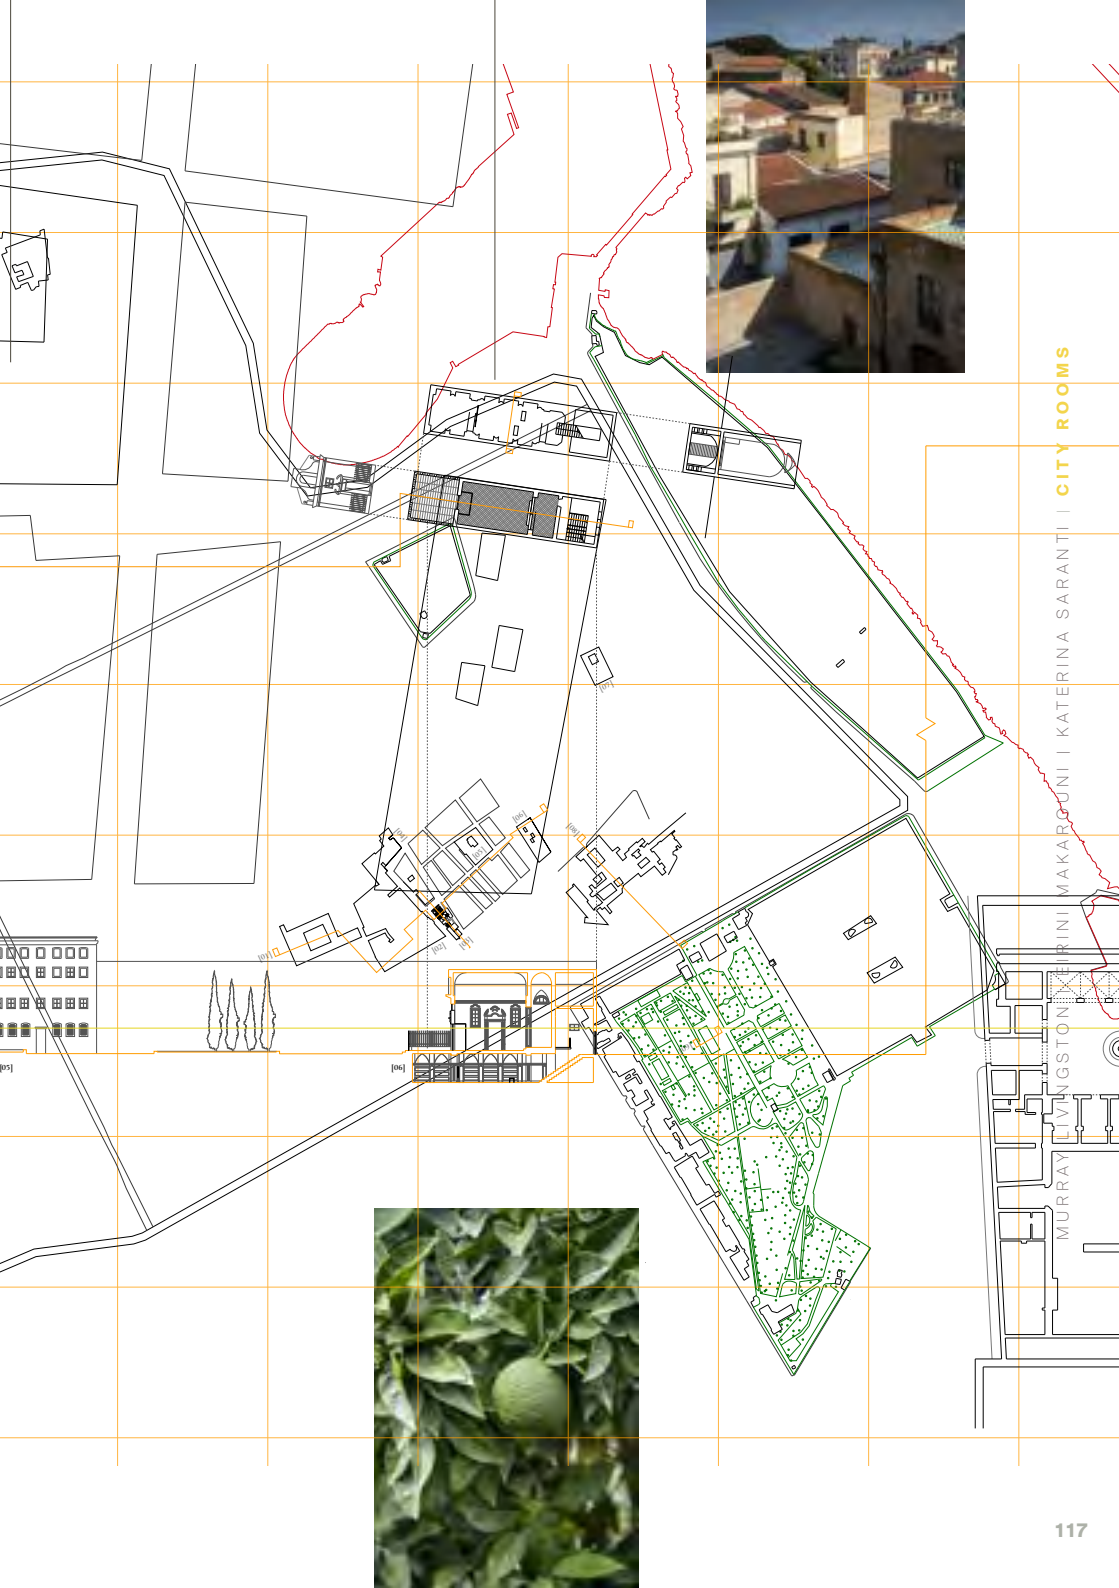 MURRAY LIVINGSTON | EIRINI MAKAROUNI | KATERINA SARANTI | CITY ROOMS
[05]
[06]
117